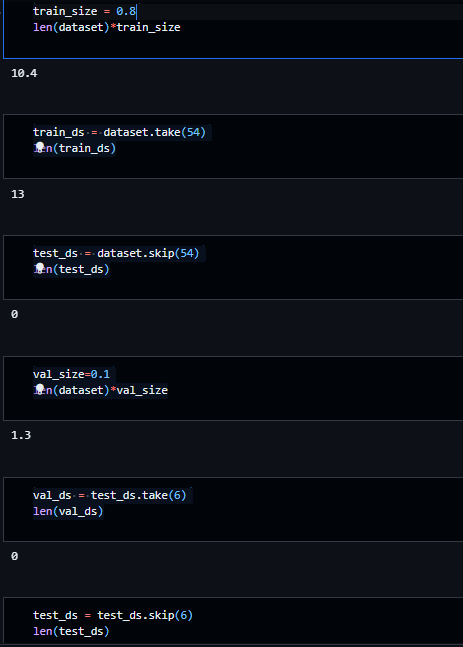 train_size = 0.8
len(dataset)*train_size
10.4
train_ds = dataset.take(54)
len(train_ds)
13
test_ds = dataset.skip(54)
len(test_ds)
0
val_size=0.1
len(dataset)*val_size
1.3
val_ds = test_ds.take(6)
len(val_ds)
0
test_ds = test_ds.skip(6)
len(test_ds)